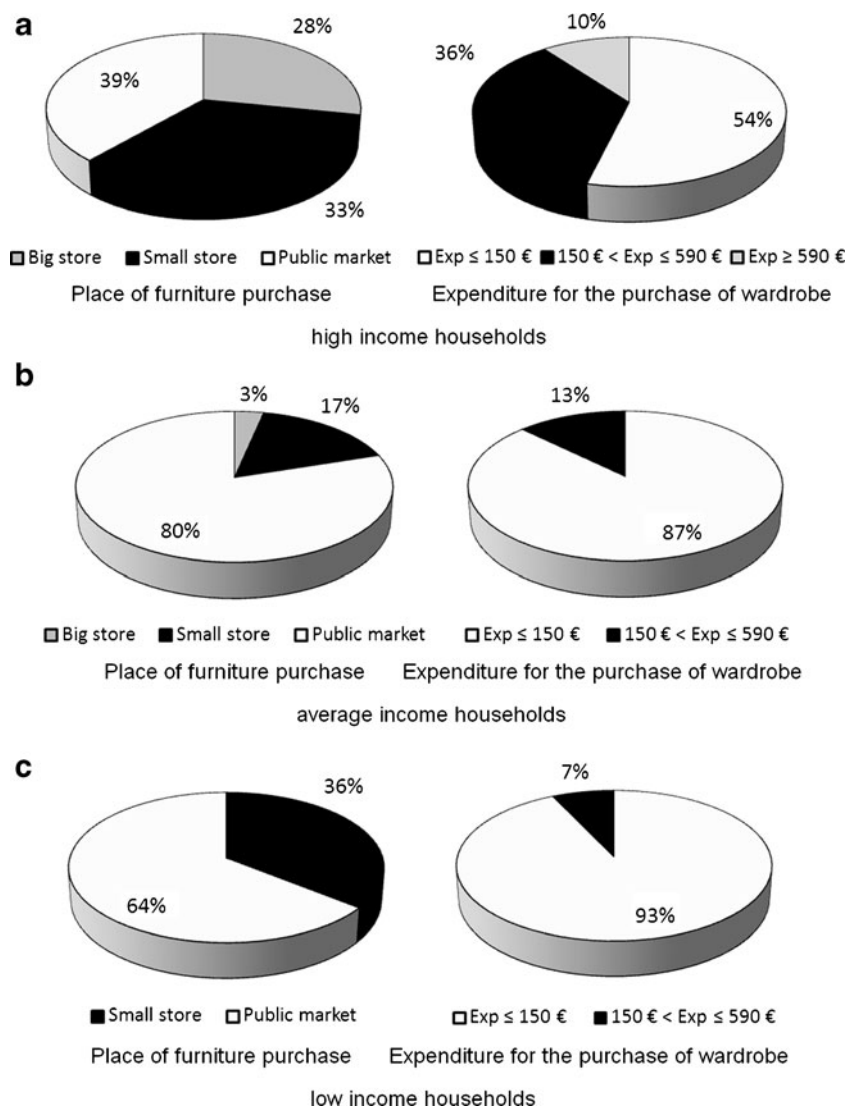 a
28%
39%
33%
10%
36%
54%
Big store Small store Public market
Exp ≤ 150 € 150 € < Exp ≤ 590 € Exp ≥ 590 €
Place of furniture purchase
Expenditure for the purchase of wardrobe
high income households
b
3%
17%
80%
13%
87%
Big store Small store Public market
Exp ≤ 150 € 150 € < Exp ≤ 590 €
Place of furniture purchase
Expenditure for the purchase of wardrobe
average income households
c
36%
64%
7%
93%
Small store Public market
Exp ≤ 150 € 150 € < Exp ≤ 590 €
Place of furniture purchase
Expenditure for the purchase of wardrobe
low income households